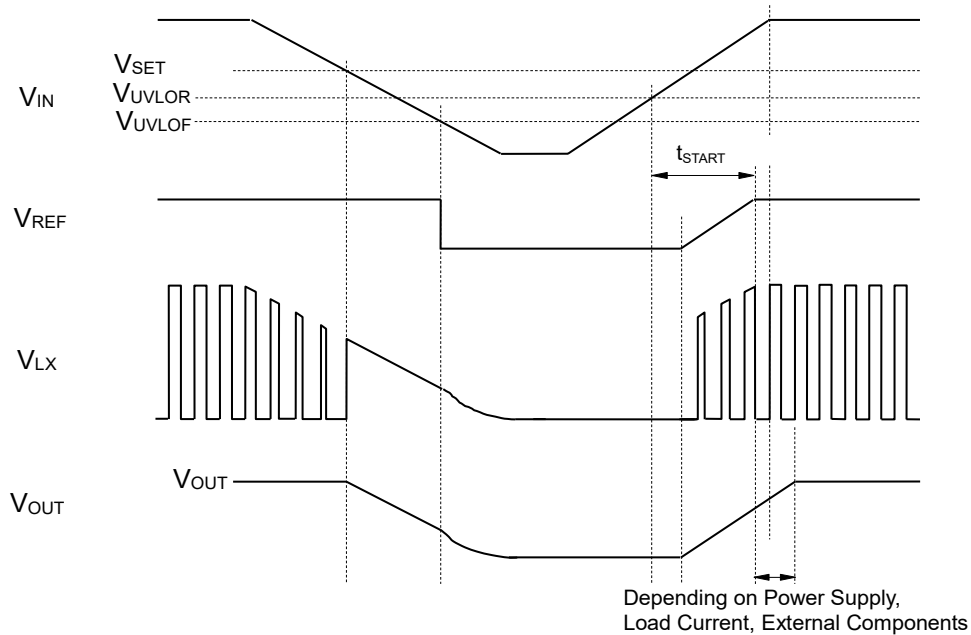 VSET
VIN
VUVLOR
VUVLOF
tSTART
VREF
VLX
VOUT
VOUT
Depending on Power Supply,
Load Current, External Components